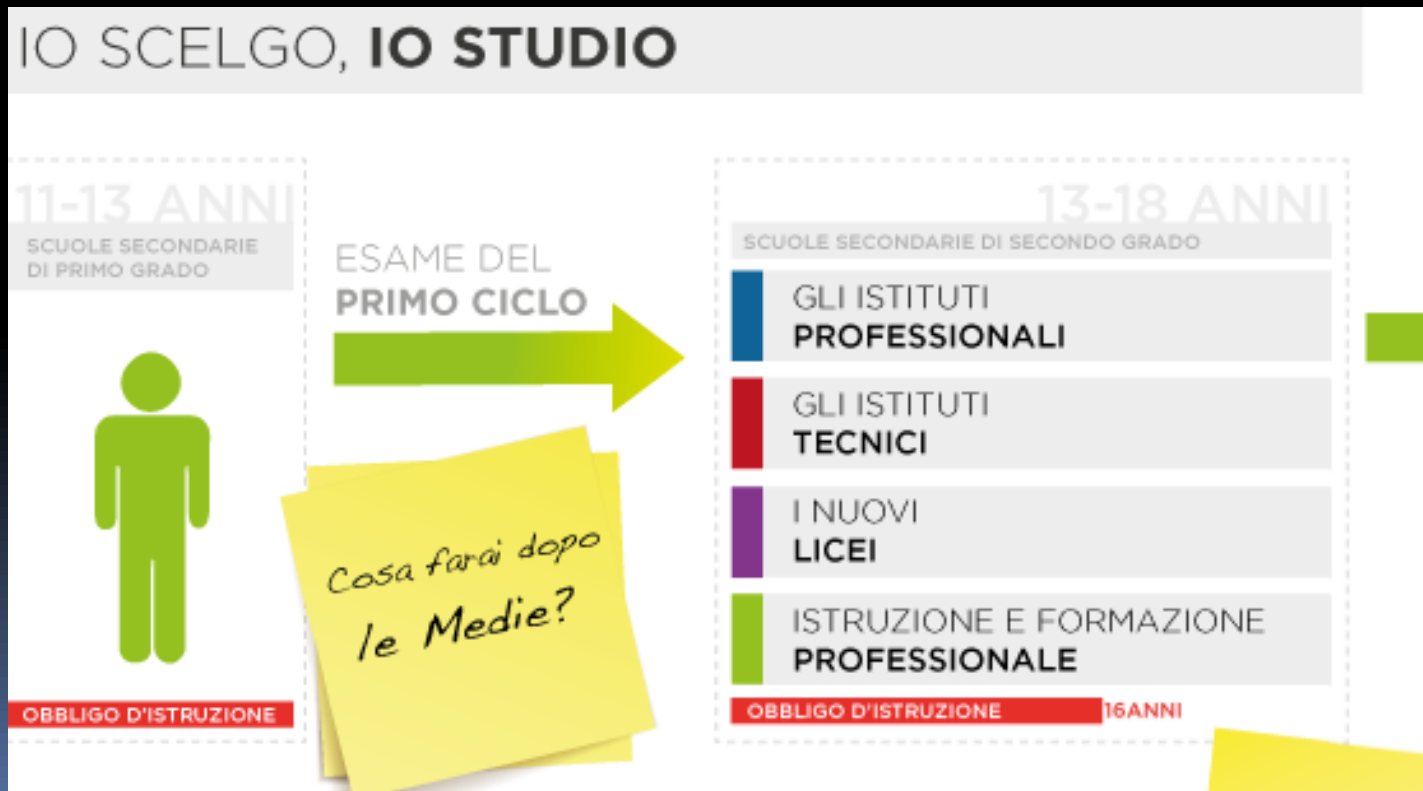 IO SCELGO, IO STUDIO
11-13 ANNI
SCUOLE SECONDARIE
DI PRIMO GRADO
OBBLIGO D'ISTRUZIONE
ESAME DEL
PRIMO CICLO
Cosa farai dopo
le Medie?
13-18 ANNI
SCUOLE SECONDARIE DI SECONDO GRADO
GLI ISTITUTI
PROFESSIONALI
GLI ISTITUTI
TECNICI
I NUOVI
LICEI
ISTRUZIONE E FORMAZIONE
PROFESSIONALE
OBBLIGO D'ISTRUZIONE 16ANNI